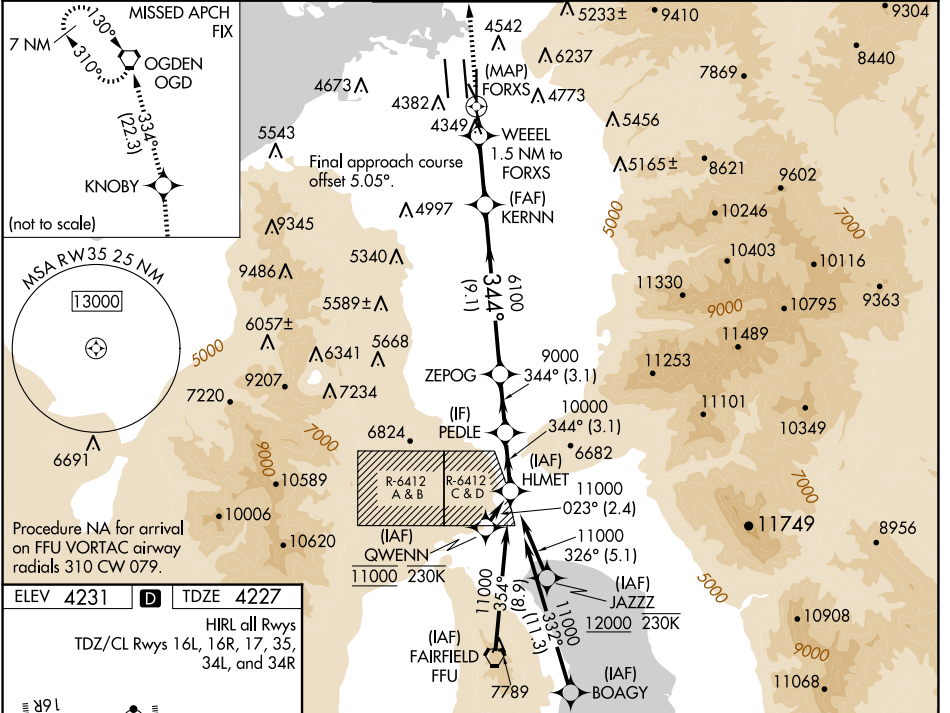 MISSED APCH
FIX
7 NM
130°
310°
OGDEN
OGD
334°
(22.3)
KNOBY
(not to scale)
MSA RW35 25 NM
13000
6691
Procedure NA for arrival
on FFU VORTAC airway
radials 310 CW 079.
ELEV 4231
D
TDZE 4227
HIRL all Rwys
TDZ/CL Rwys 16L, 16R, 17, 35,
34L, and 34R
16R
4673
4382
4349
4542
5233±
9410
9304
6237
8440
7869
(MAP)
FORXS
4773
5456
5543
WEEEL
1.5 NM to
FORXS
Final approach course
offset 5.05°.
5165±
8621
9602
(FAF)
KERNN
4997
5000
10246
7000
9345
5340
10403
10116
9486
6100
344°
(9.1)
11330
9363
5589±
9000
10795
6057±
11489
5000
6341
5668
ZEPOG
9000
344° (3.1)
11253
9207
7234
7220
11101
10349
(IF)
PEDLE
10000
344° (3.1)
7000
6824
6682
9000
(IAF)
HLMET
R-6412
A & B
R-6412
C & D
10589
11000
023° (2.4)
7000
10006
11749
8956
10620
(IAF)
QWENN
11000 230K
11000
326° (5.1)
(IAF)
JAZZZ
12000 230K
5000
11000
354°
(8.9)
11000
332°
(11.3)
10908
(IAF)
FAIRFIELD
FFU
9000
7789
(IAF)
BOAGY
11068